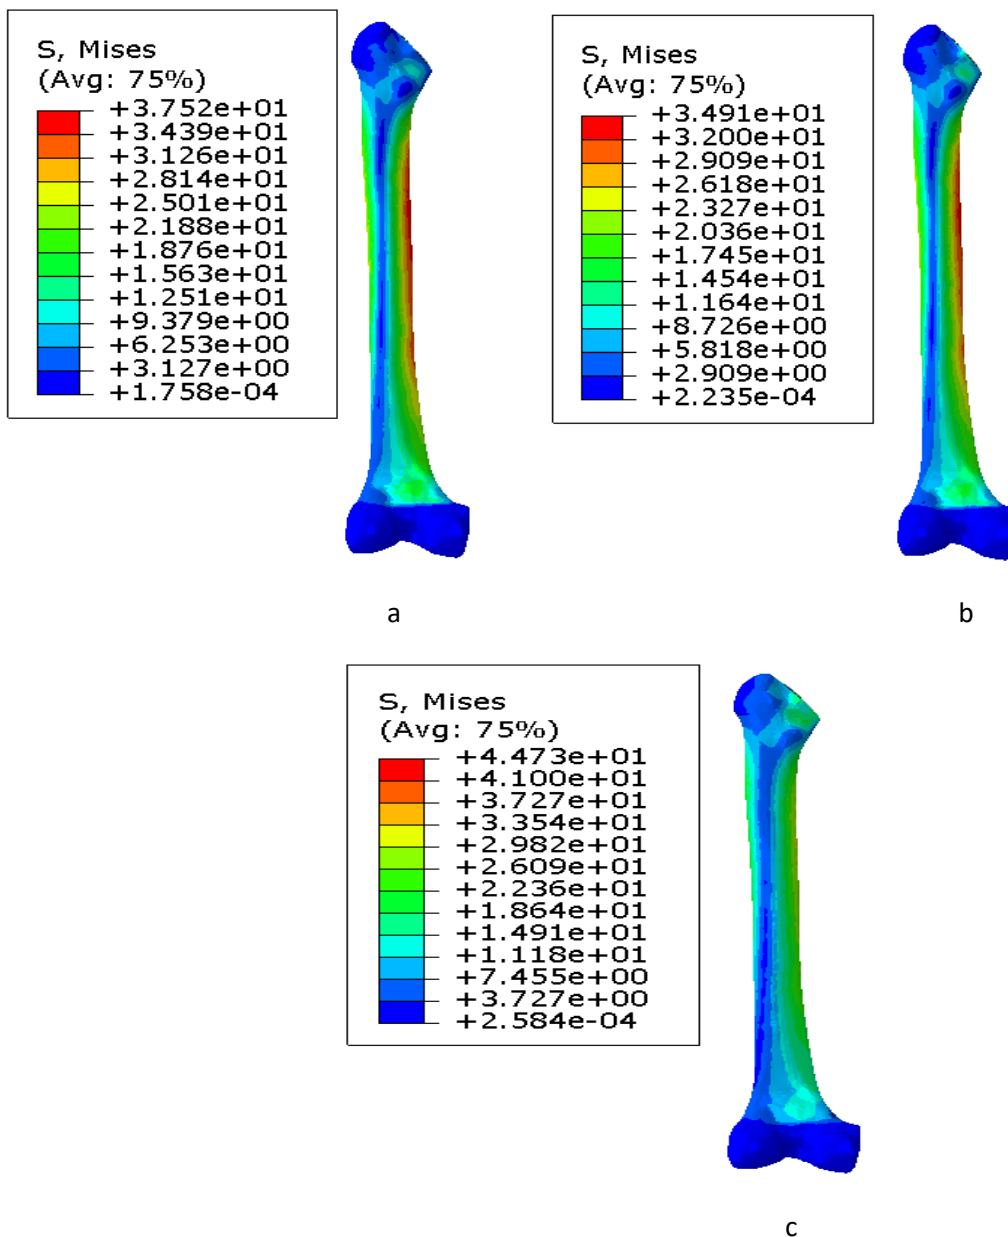 S, Mises
(Avg: 75%)
+3.752e+01
+3.439e+01
+3.126e+01
+2.814e+01
+2.501e+01
+2.188e+01
+1.876e+01
+1.563e+01
+1.251e+01
+9.379e+00
+6.253e+00
+3.127e+00
+1.758e-04
a
S, Mises
(Avg: 75%)
+3.491e+01
+3.200e+01
+2.909e+01
+2.618e+01
+2.327e+01
+2.036e+01
+1.745e+01
+1.454e+01
+1.164e+01
+8.726e+00
+5.818e+00
+2.909e+00
+2.235e-04
b
S, Mises
(Avg: 75%)
+4.473e+01
+4.100e+01
+3.727e+01
+3.354e+01
+2.982e+01
+2.609e+01
+2.236e+01
+1.864e+01
+1.491e+01
+1.118e+01
+7.455e+00
+3.727e+00
+2.584e-04
c